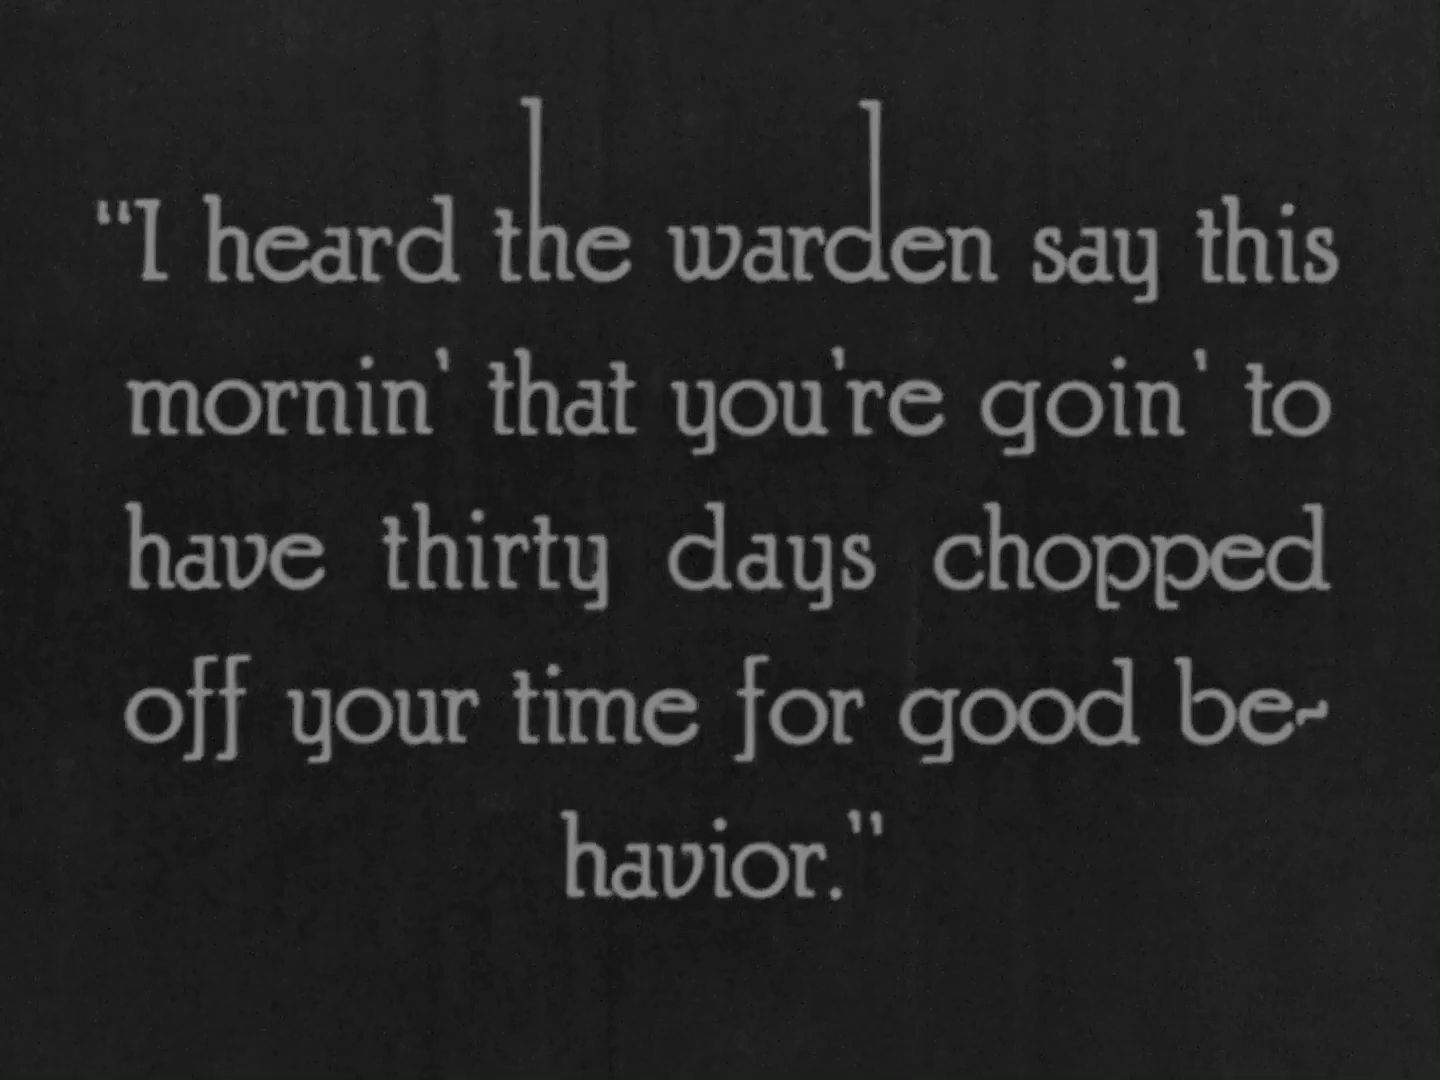 "I heard the warden say this
mornin' that you're goin' to
have thirty days chopped
off your time for good be-
havior."